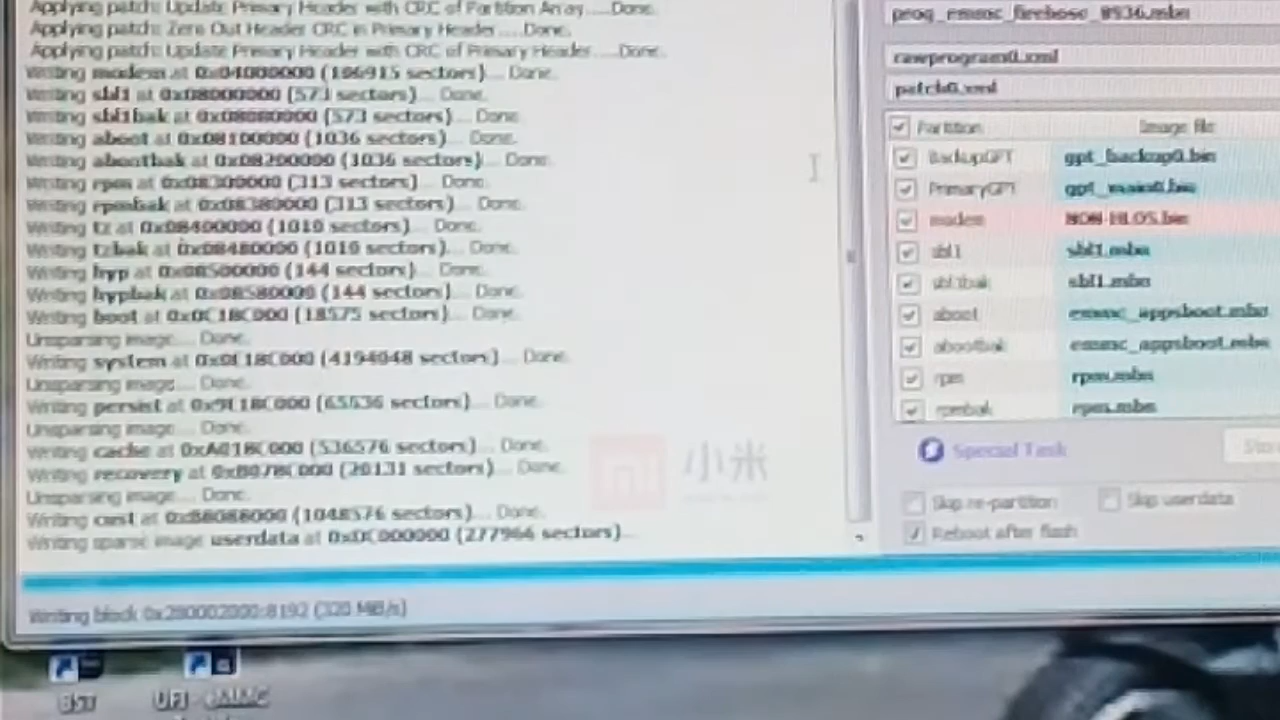 Applying patch: Update Primary Header with CRC of Partition Array.....Done.
Applying patch: Zero Out Header CRC in Primary Header.....Done.
Applying patch: Update Primary Header with CRC of Primary Header.....Done.
Writing modem at 0x04000000 (186915 sectors)... Done.
Writing sbl1 at 0x08000000 (573 sectors)... Done.
Writing sbl1bak at 0x08080000 (573 sectors)... Done.
Writing aboot at 0x08100000 (1036 sectors)... Done.
Writing abootbak at 0x08200000 (1036 sectors)... Done.
Writing rpm at 0x08300000 (313 sectors)... Done.
Writing rpmbak at 0x08380000 (313 sectors)... Done.
Writing tz at 0x08400000 (1019 sectors)... Done.
Writing tzbak at 0x08480000 (1019 sectors)... Done.
Writing hyp at 0x08500000 (144 sectors)... Done.
Writing hypbak at 0x08580000 (144 sectors)... Done.
Writing boot at 0x0C18C000 (18575 sectors)... Done.
Unsparsing image.... Done.
Writing system at (4194048 sectors)... Done.
Unsparsing image.... Done.
Writing persist at 0x9E18C000 (65536 sectors)... Done.
Unsparsing image.... Done.
Writing cache at 0xA018C000 (536576 sectors)... Done.
Writing recovery at (20131 sectors)... Done.
Unsparsing image.... Done.
Writing cust at 0xB8088000 (1048576 sectors)... Done.
Writing sparse image userdata at (277966 sectors)...
小米
Writing block 0x280002000:8192 (320 MiB/s)
prog_emmc_firehose_8936.mbn
rawprogram0.xml
patch0.xml
Partition Image file
BackupGPT gpt_backup0.bin
PrimaryGPT gpt_main0.bin
modem NON-HLOS.bin
sbl1 sbl1.mbn
sbl1bak sbl1.mbn
aboot emmc_appsboot.mbn
abootbak emmc_appsboot.mbn
rpm rpm.mbn
rpmbak rpm.mbn
Special Task
Skip re-partition Skip userdata
Reboot after flash
UFI